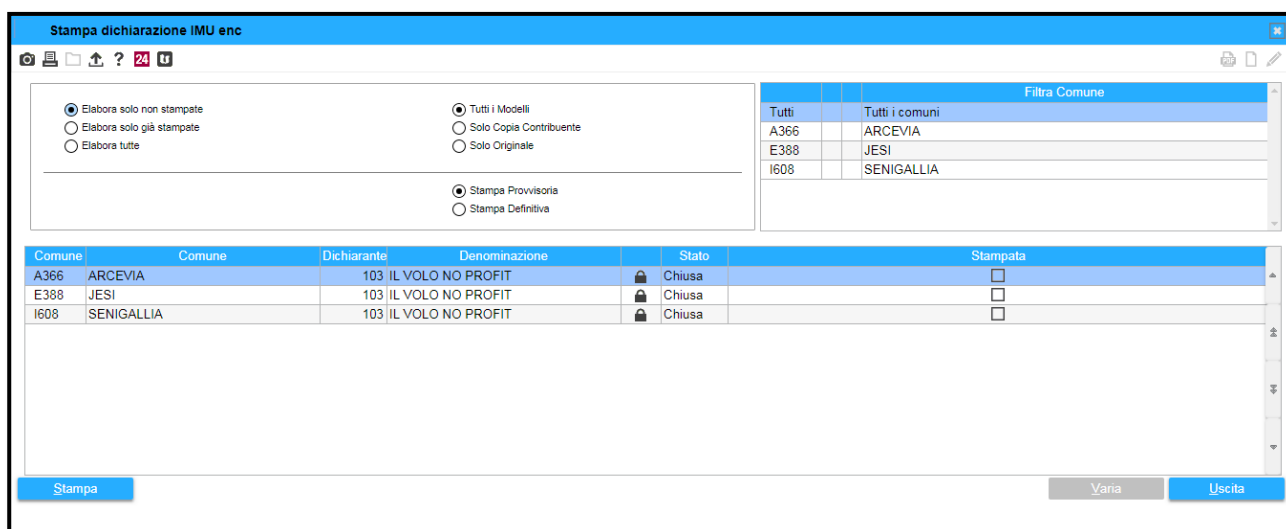 Stampa dichiarazione IMU enc
? 24 U
PDF
Elabora solo non stampate
Elabora solo già stampate
Elabora tutte
Tutti i Modelli
Solo Copia Contribuente
Solo Originale
Stampa Provvisoria
Stampa Definitiva
Filtra Comune
Tutti Tutti i comuni
A366 ARCEVIA
E388 JESI
I608 SENIGALLIA
Comune Comune Dichiarante Denominazione Stato Stampata
A366 ARCEVIA 103 IL VOLO NO PROFIT Chiusa
E388 JESI 103 IL VOLO NO PROFIT Chiusa
I608 SENIGALLIA 103 IL VOLO NO PROFIT Chiusa
Stampa Varia Uscita